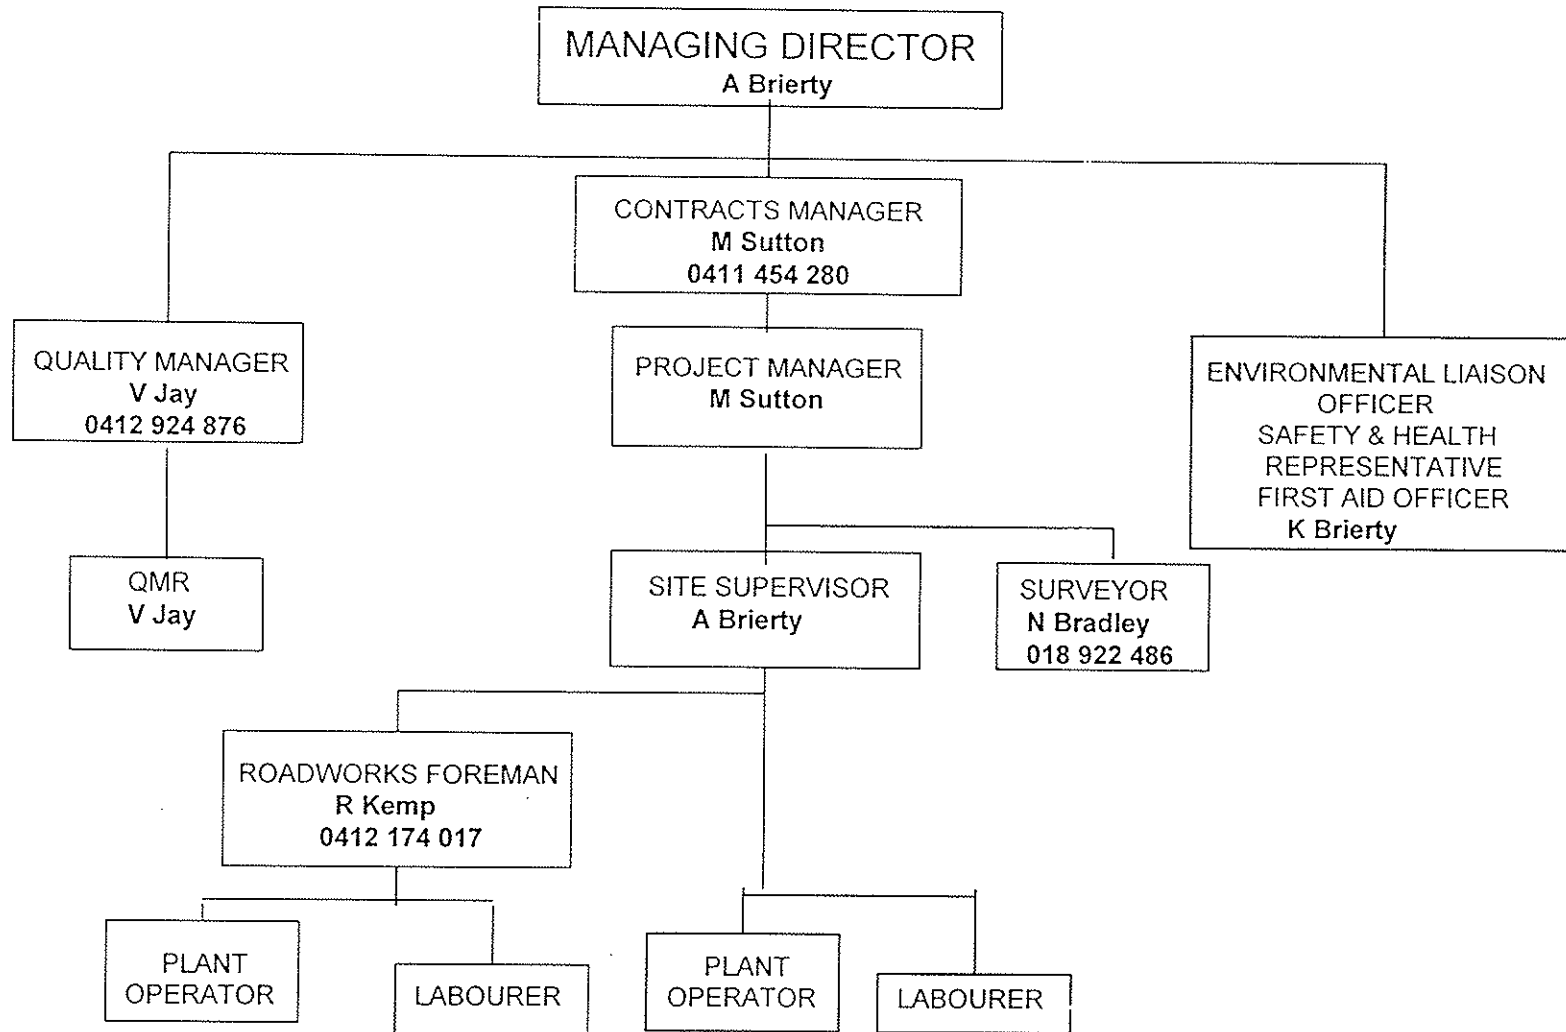 MANAGING DIRECTOR
A Brierty
CONTRACTS MANAGER
M Sutton
0411 454 280
QUALITY MANAGER
V Jay
0412 924 876
PROJECT MANAGER
M Sutton
ENVIRONMENTAL LIAISON
OFFICER
SAFETY & HEALTH
REPRESENTATIVE
FIRST AID OFFICER
K Brierty
QMR
V Jay
SITE SUPERVISOR
A Brierty
SURVEYOR
N Bradley
018 922 486
ROADWORKS FOREMAN
R Kemp
0412 174 017
PLANT
OPERATOR
LABOURER
PLANT
OPERATOR
LABOURER